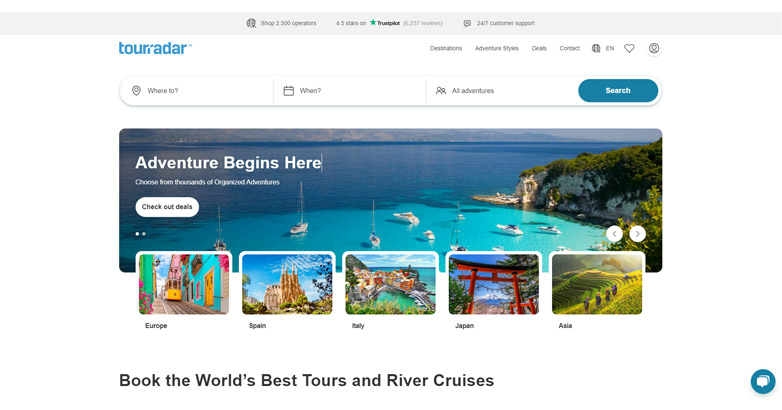 Shop 2,500 operators
4.5 stars on Trustpilot (6,237 reviews)
24/7 customer support
tourradar™
Destinations
Adventure Styles
Deals
Contact
EN
Where to?
When?
All adventures
Search
Adventure Begins Here
Choose from thousands of Organized Adventures
Check out deals
Europe
Spain
Italy
Japan
Asia
Book the World's Best Tours and River Cruises